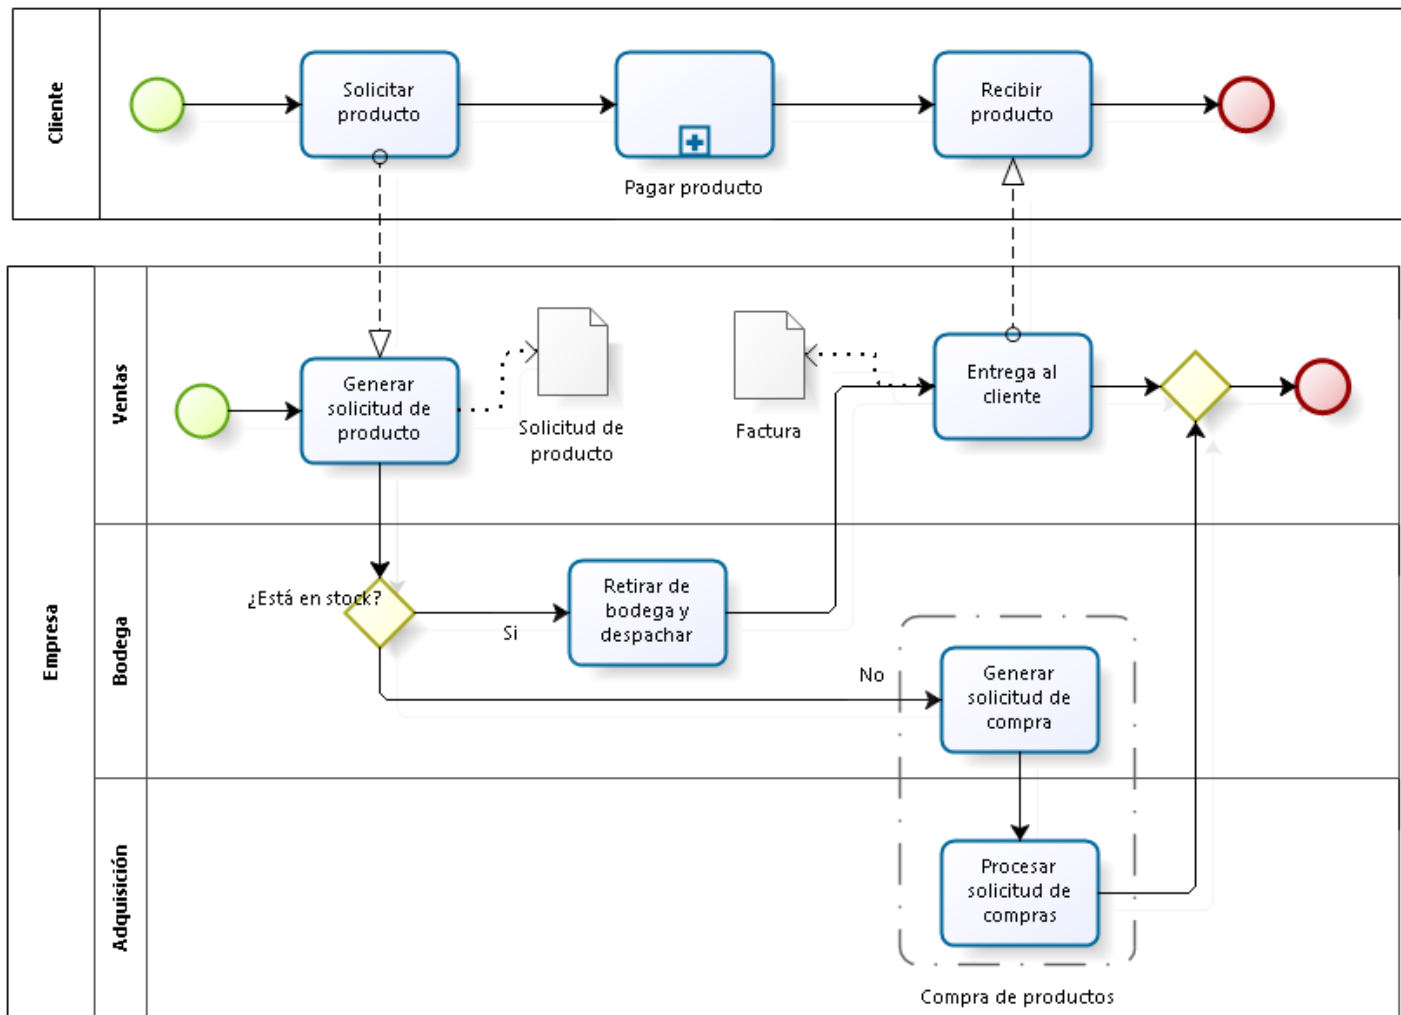 Cliente
Solicitar
producto
Pagar producto
Recibir
producto
Empresa
Ventas
Generar
solicitud de
producto
Solicitud de
producto
Factura
Entrega al
cliente
Bodega
¿Está en stock?
Si
Retirar de
bodega y
despachar
No
Generar
solicitud de
compra
Adquisición
Procesar
solicitud de
compras
Compra de productos